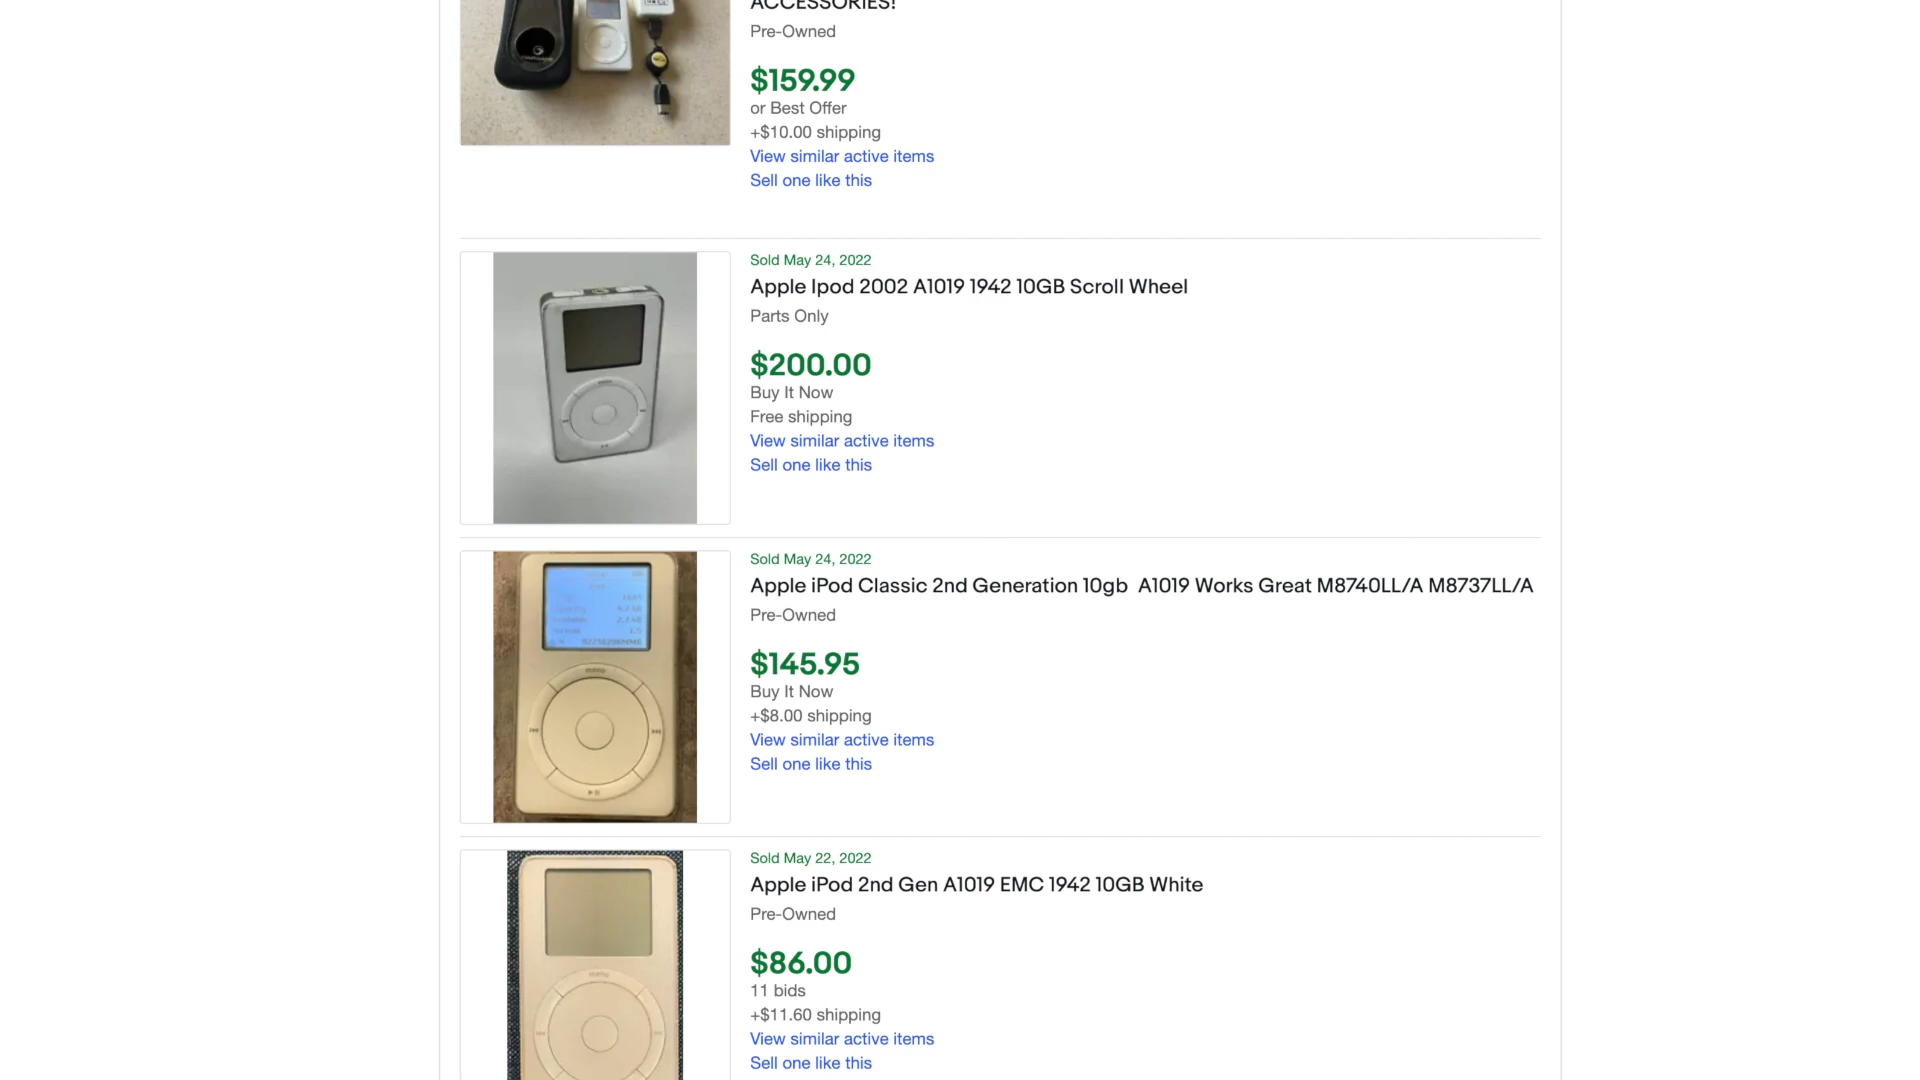 ACCESSORIES!
Pre-Owned
$159.99
or Best Offer
+$10.00 shipping
View similar active items
Sell one like this
Sold May 24, 2022
Apple Ipod 2002 A1019 1942 10GB Scroll Wheel
Parts Only
$200.00
Buy It Now
Free shipping
View similar active items
Sell one like this
Sold May 24, 2022
Apple iPod Classic 2nd Generation 10gb A1019 Works Great M8740LL/A M8737LL/A
Pre-Owned
$145.95
Buy It Now
+$8.00 shipping
View similar active items
Sell one like this
Sold May 22, 2022
Apple iPod 2nd Gen A1019 EMC 1942 10GB White
Pre-Owned
$86.00
11 bids
+$11.60 shipping
View similar active items
Sell one like this